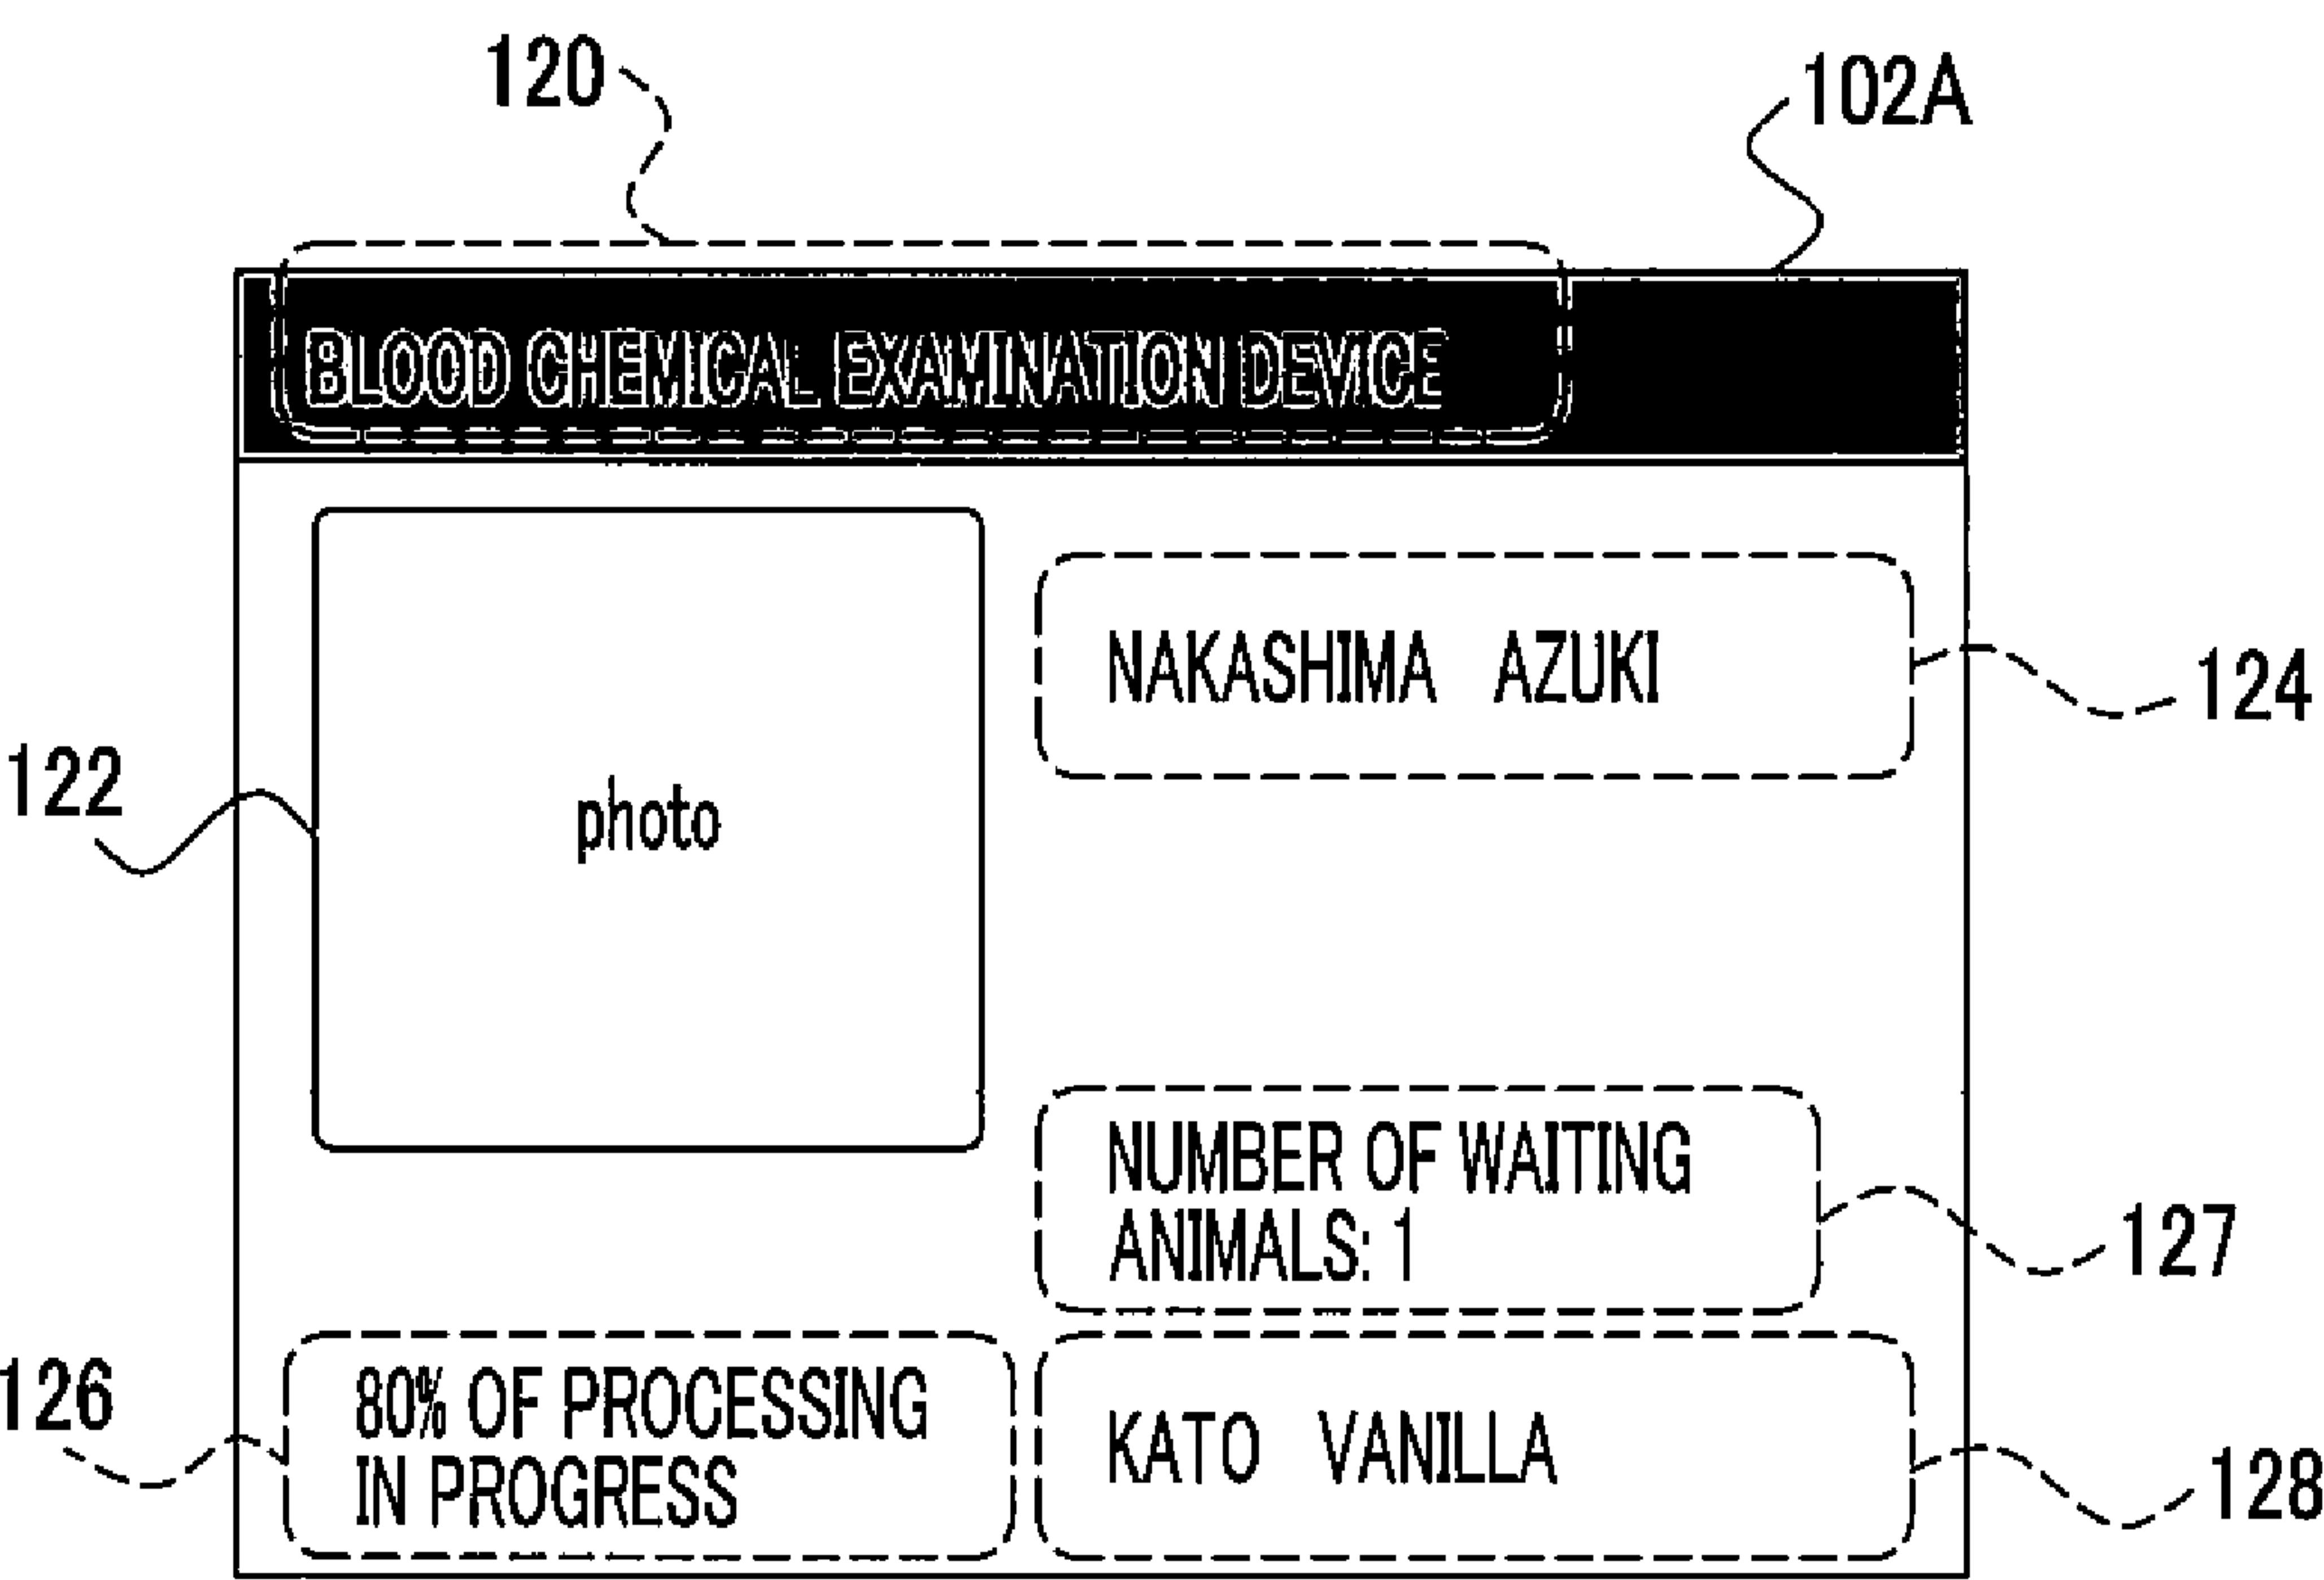 120
102A
BLOOD CHEMICAL EXAMINATION DEVICE
NAKASHIMA AZUKI
124
122
photo
NUMBER OF WAITING
ANIMALS: 1
127
126
80% OF PROCESSING
IN PROGRESS
KATO VANILLA
128